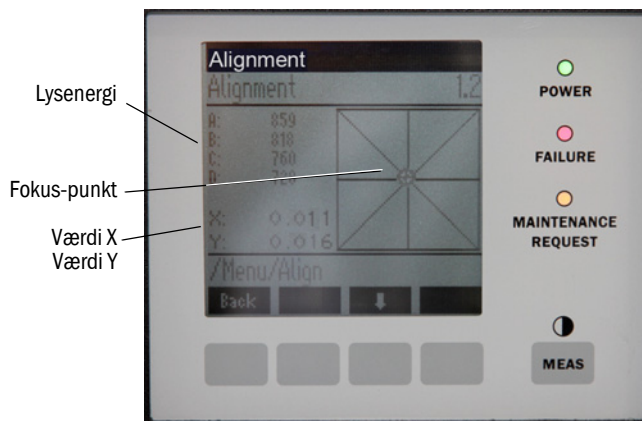 Lysenergi
Fokus-punkt
Værdi X
Værdi Y
Alignment
Alignment 1.2
A: 859
B: 818
C: 760
D: 720
X: 0.011
Y: 0.016
/Menu/Align
Back
POWER
FAILURE
MAINTENANCE
REQUEST
MEAS